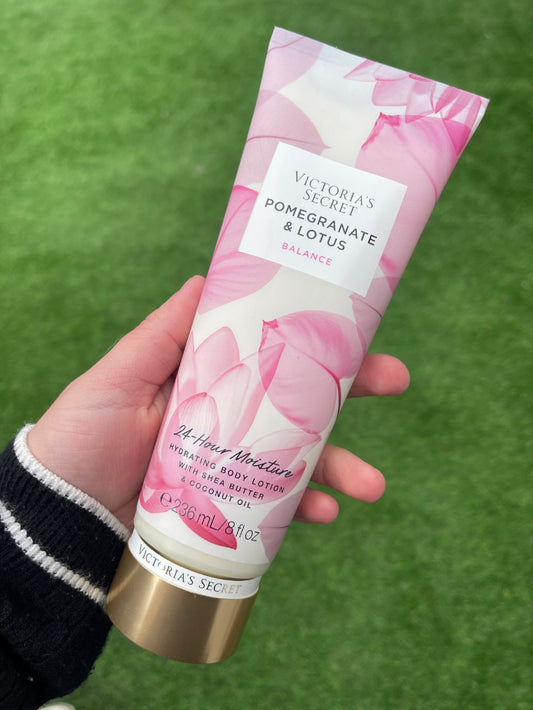 VICTORIA'S
SECRET
POMEGRANATE
& LOTUS
BALANCE
24-Hour Moisture
HYDRATING BODY LOTION
WITH SHEA BUTTER
& COCONUT OIL
℮236 mL/8 fl oz
VICTORIA'S SECRET